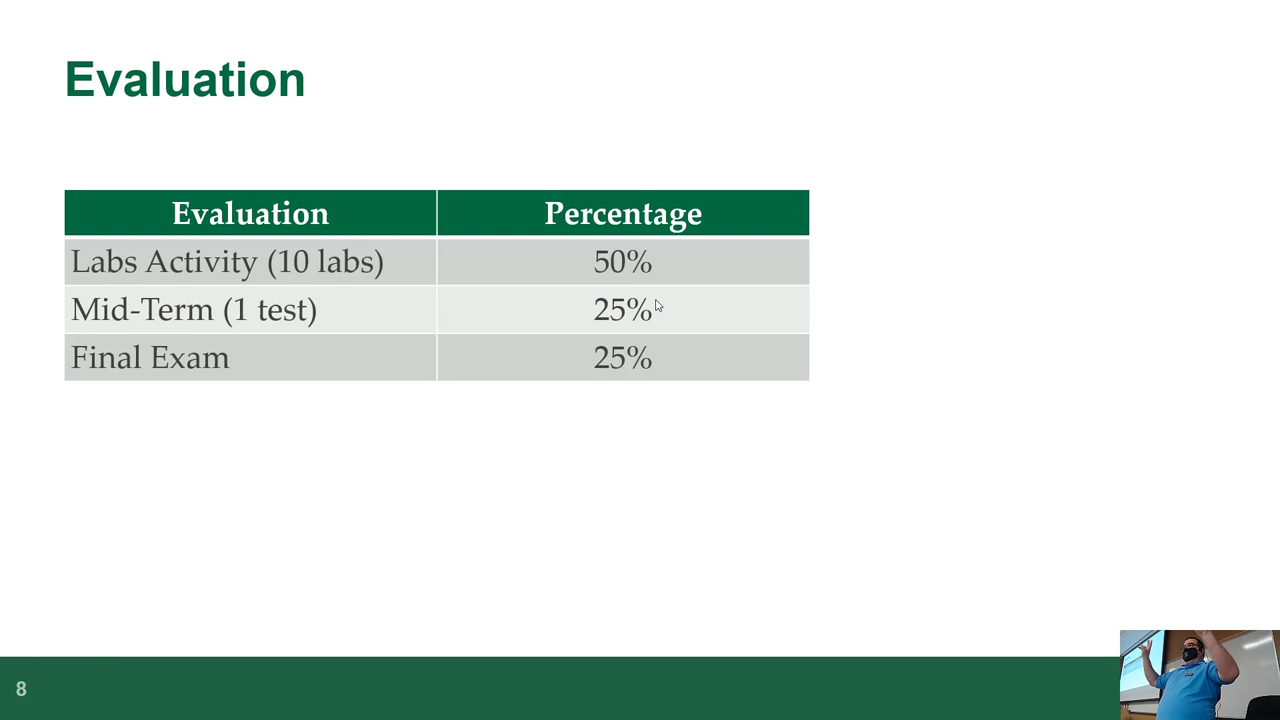 Evaluation
Evaluation Percentage
Labs Activity (10 labs) 50%
Mid-Term (1 test) 25%
Final Exam 25%
8